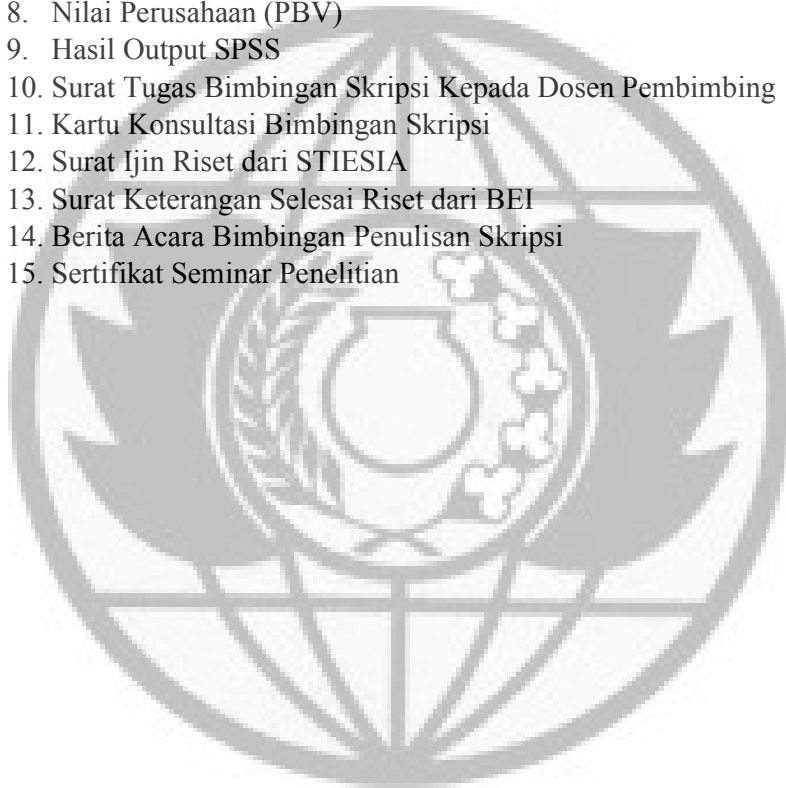 8. Nilai Perusahaan (PBV)
9. Hasil Output SPSS
10. Surat Tugas Bimbingan Skripsi Kepada Dosen Pembimbing
11. Kartu Konsultasi Bimbingan Skripsi
12. Surat Ijin Riset dari STIESIA
13. Surat Keterangan Selesai Riset dari BEI
14. Berita Acara Bimbingan Penulisan Skripsi
15. Sertifikat Seminar Penelitian